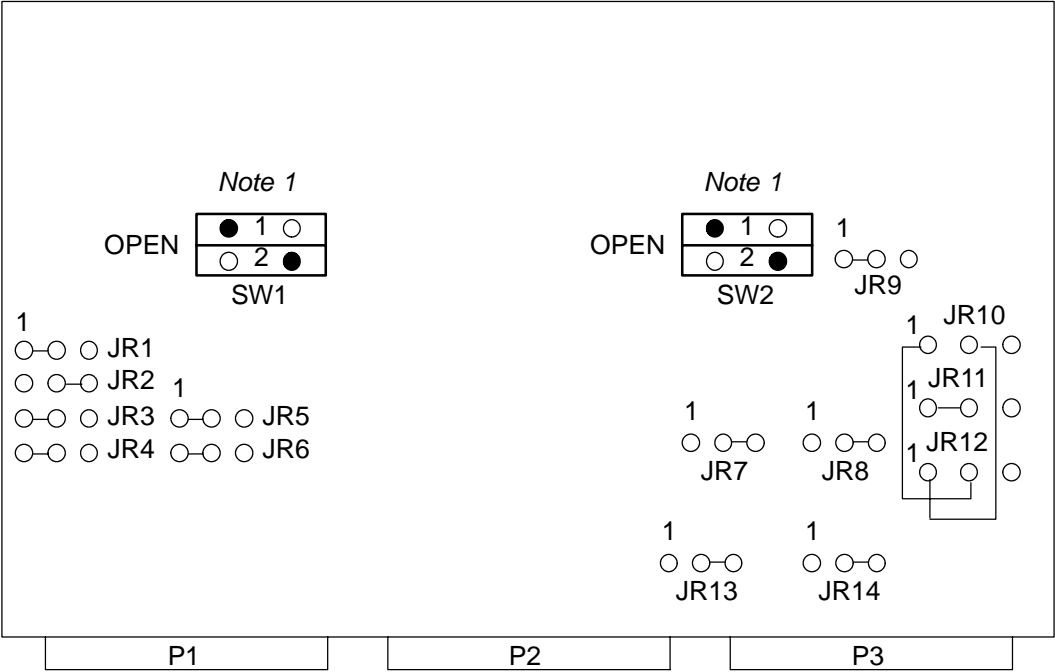 Note 1
Note 1
OPEN 1
2
SW1
OPEN 1
2
SW2
1
JR9
1
JR1
JR2
JR3
JR4
1
JR5
JR6
1 JR10
1 JR11
1 JR12
1
JR7
1
JR8
1
JR13
1
JR14
P1
P2
P3